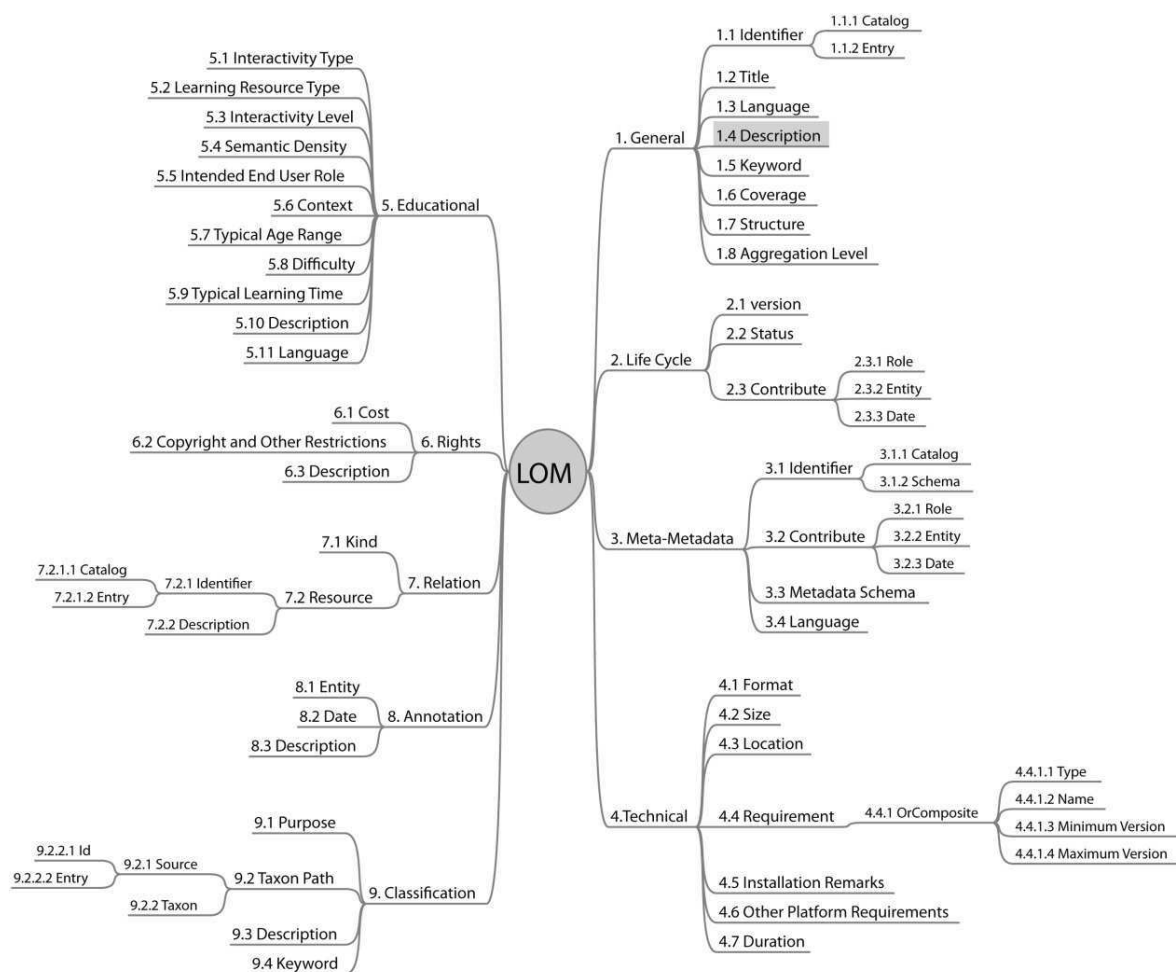 LOM
1. General
1.1 Identifier
1.1.1 Catalog
1.1.2 Entry
1.2 Title
1.3 Language
1.4 Description
1.5 Keyword
1.6 Coverage
1.7 Structure
1.8 Aggregation Level
2. Life Cycle
2.1 version
2.2 Status
2.3 Contribute
2.3.1 Role
2.3.2 Entity
2.3.3 Date
3. Meta-Metadata
3.1 Identifier
3.1.1 Catalog
3.1.2 Schema
3.2 Contribute
3.2.1 Role
3.2.2 Entity
3.2.3 Date
3.3 Metadata Schema
3.4 Language
4.Technical
4.1 Format
4.2 Size
4.3 Location
4.4 Requirement
4.4.1 OrComposite
4.4.1.1 Type
4.4.1.2 Name
4.4.1.3 Minimum Version
4.4.1.4 Maximum Version
4.5 Installation Remarks
4.6 Other Platform Requirements
4.7 Duration
5. Educational
5.1 Interactivity Type
5.2 Learning Resource Type
5.3 Interactivity Level
5.4 Semantic Density
5.5 Intended End User Role
5.6 Context
5.7 Typical Age Range
5.8 Difficulty
5.9 Typical Learning Time
5.10 Description
5.11 Language
6. Rights
6.1 Cost
6.2 Copyright and Other Restrictions
6.3 Description
7. Relation
7.1 Kind
7.2 Resource
7.2.1 Identifier
7.2.1.1 Catalog
7.2.1.2 Entry
7.2.2 Description
8. Annotation
8.1 Entity
8.2 Date
8.3 Description
9. Classification
9.1 Purpose
9.2 Taxon Path
9.2.1 Source
9.2.2.1 Id
9.2.2.2 Entry
9.2.2 Taxon
9.3 Description
9.4 Keyword